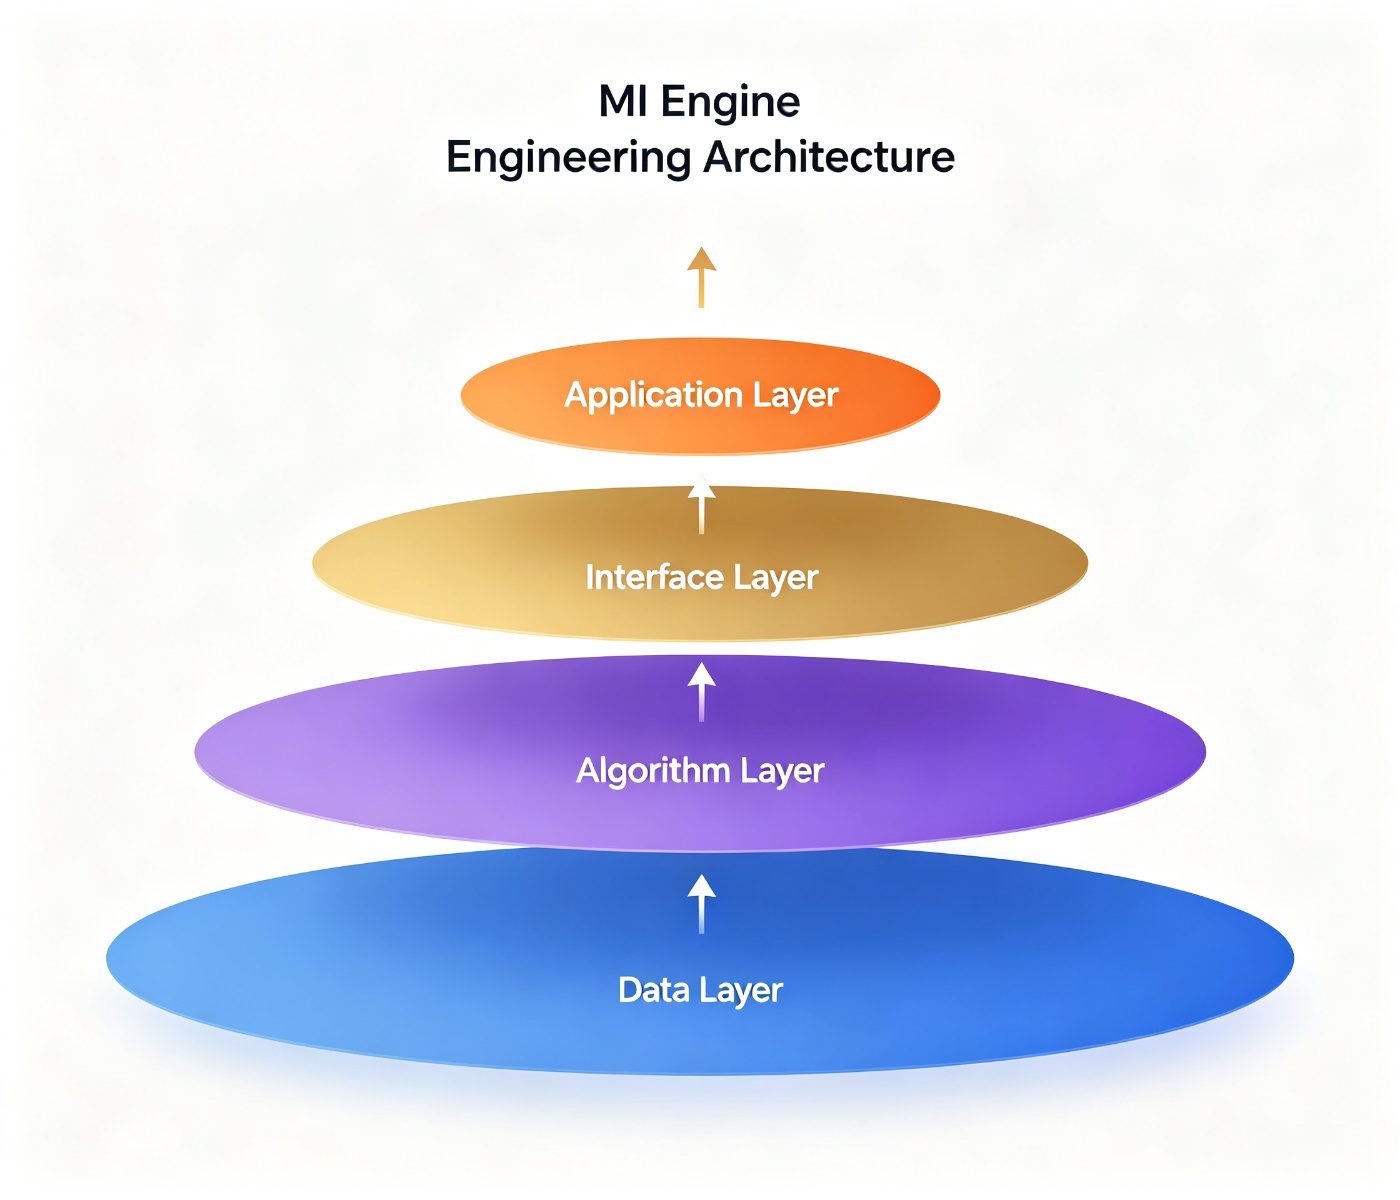 MI Engine
Engineering Architecture
Application Layer
Interface Layer
Algorithm Layer
Data Layer